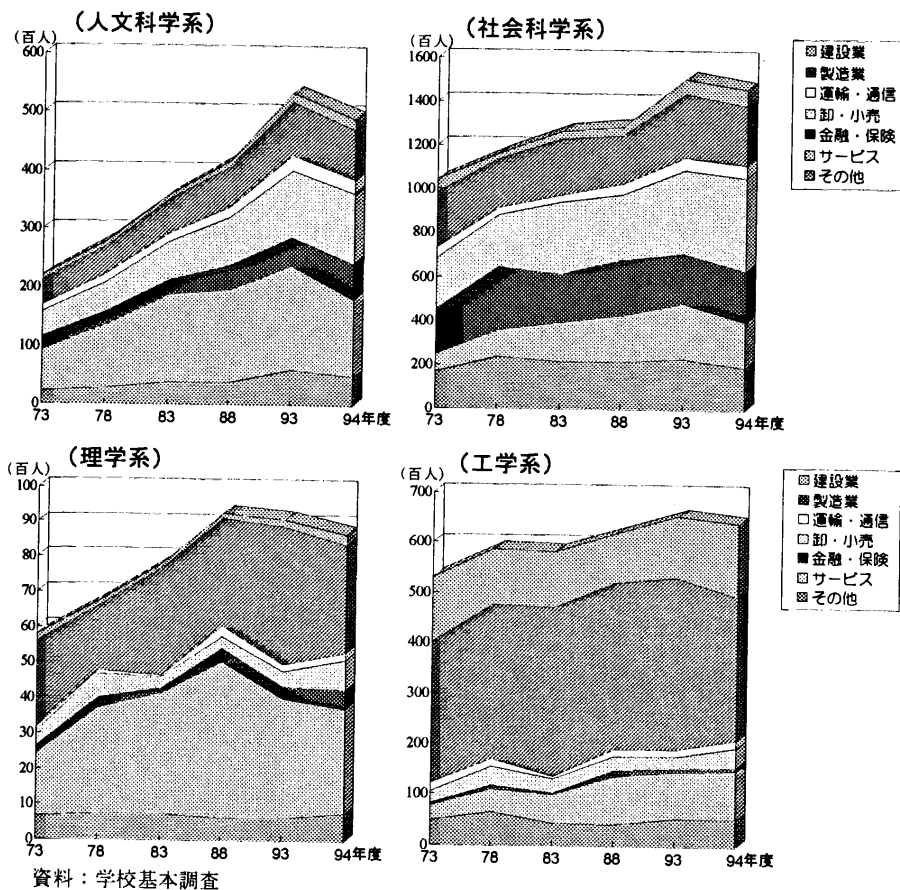 (人文科学系)
(百人)
600
500
400
300
200
100
0
73 78 83 88 93 94年度
(社会科学系)
(百人)
1600
1400
1200
1000
800
600
400
200
0
73 78 83 88 93 94年度
建設業
製造業
運輸・通信
卸・小売
金融・保険
サービス
その他
(理学系)
(百人)
100
90
80
70
60
50
40
30
20
10
0
73 78 83 88 93 94年度
(工学系)
(百人)
700
600
500
400
300
200
100
0
73 78 83 88 93 94年度
建設業
製造業
運輸・通信
卸・小売
金融・保険
サービス
その他
資料：学校基本調査